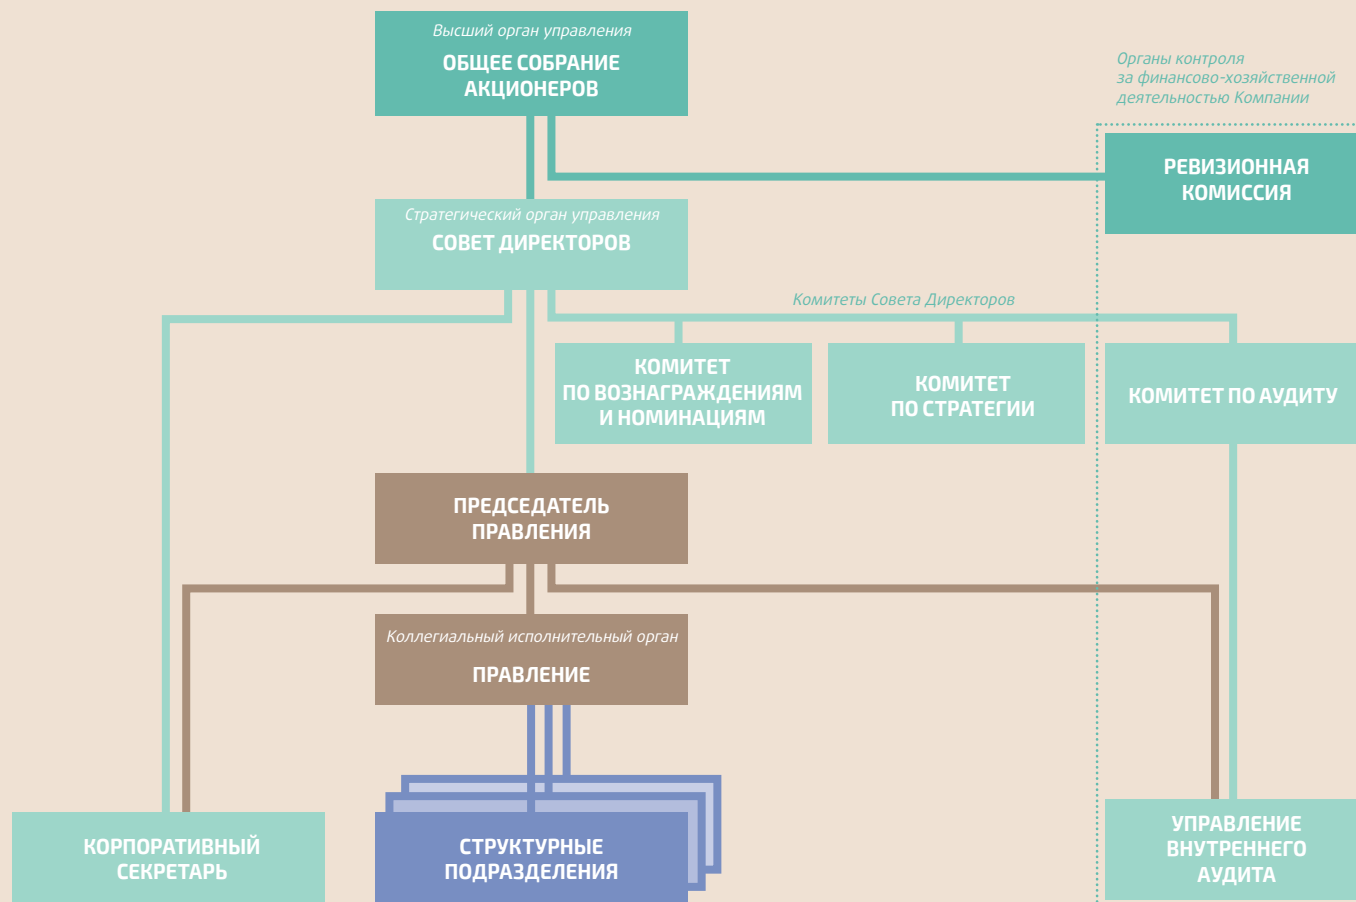 Высший орган управления
ОБЩЕЕ СОБРАНИЕ
АКЦИОНЕРОВ
Органы контроля
за финансово-хозяйственной
деятельностью Компании
РЕВИЗИОННАЯ
КОМИССИЯ
Стратегический орган управления
СОВЕТ ДИРЕКТОРОВ
Комитеты Совета Директоров
КОМИТЕТ
ПО ВОЗНАГРАЖДЕНИЯМ
И НОМИНАЦИЯМ
КОМИТЕТ
ПО СТРАТЕГИИ
КОМИТЕТ ПО АУДИТУ
ПРЕДСЕДАТЕЛЬ
ПРАВЛЕНИЯ
Коллегиальный исполнительный орган
ПРАВЛЕНИЕ
КОРПОРАТИВНЫЙ
СЕКРЕТАРЬ
СТРУКТУРНЫЕ
ПОДРАЗДЕЛЕНИЯ
УПРАВЛЕНИЕ
ВНУТРЕННЕГО
АУДИТА